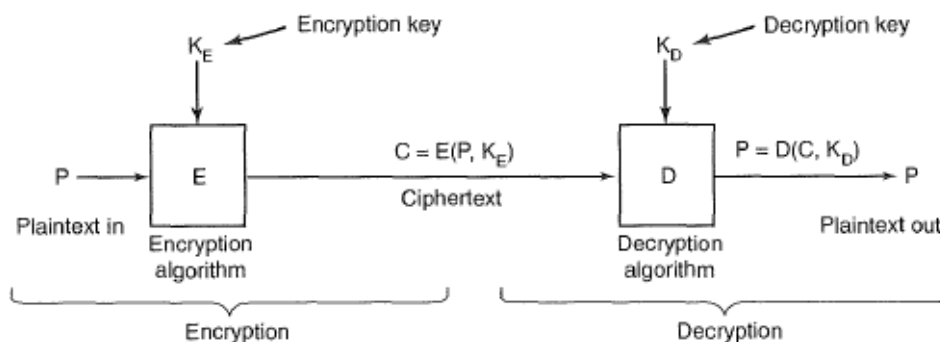 Encryption key
K_E
Decryption key
K_D
P
E
C = E(P, K_E)
Ciphertext
D
P = D(C, K_D)
P
Plaintext in
Encryption
algorithm
Decryption
algorithm
Plaintext out
Encryption
Decryption